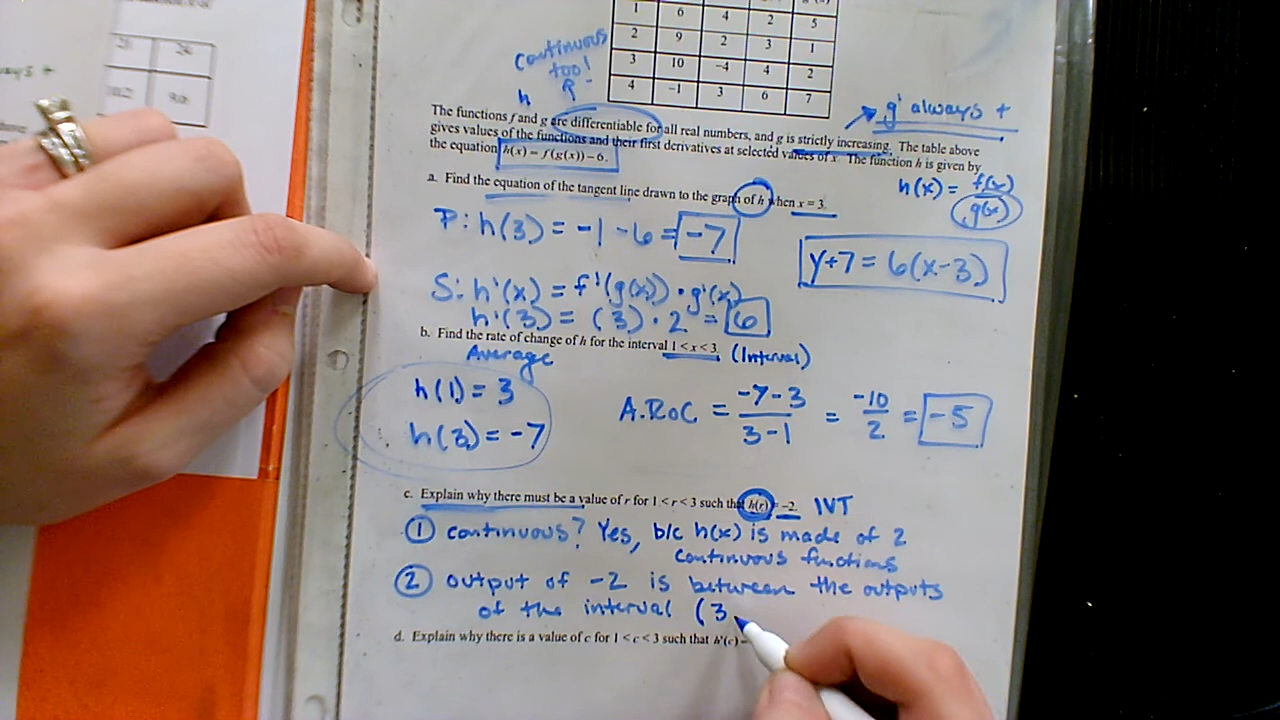 1 6 4 2 5
2 9 2 3 1
3 10 -4 4 2
4 -1 3 6 7
continuous
too!
h
g' always +
The functions f and g are differentiable for all real numbers, and g is strictly increasing. The table above
gives values of the functions and their first derivatives at selected values of x. The function h is given by
the equation h(x) = f(g(x)) – 6.
h(x) = f(x)
g(x)
a. Find the equation of the tangent line drawn to the graph of h when x = 3.
P: h(3) = -1 - 6 = -7
y+7 = 6(x-3)
S: h'(x) = f'(g(x)) · g'(x)
h'(3) = (3) · 2 = 6
b. Find the rate of change of h for the interval 1 < x < 3.
Average
(Interval)
h(1) = 3
h(3) = -7
A.RoC = -7-3 / 3-1 = -10 / 2 = -5
c. Explain why there must be a value of r for 1 < r < 3 such that h(r) = -2. IVT
① continuous? Yes, b/c h(x) is made of 2
continuous functions
② output of -2 is between the outputs
of the interval (3
d. Explain why there is a value of c for 1 < c < 3 such that h'(c) =